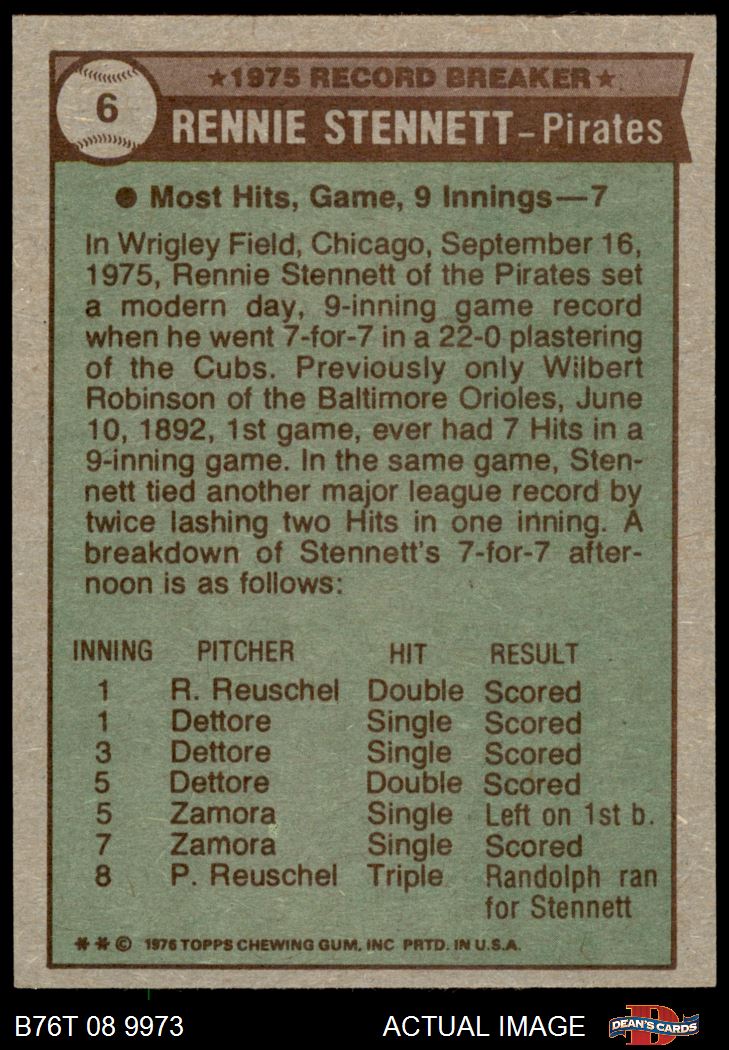 6
★1975 RECORD BREAKER★
RENNIE STENNETT–Pirates
● Most Hits, Game, 9 Innings—7
In Wrigley Field, Chicago, September 16,
1975, Rennie Stennett of the Pirates set
a modern day, 9-inning game record
when he went 7-for-7 in a 22-0 plastering
of the Cubs. Previously only Wilbert
Robinson of the Baltimore Orioles, June
10, 1892, 1st game, ever had 7 Hits in a
9-inning game. In the same game, Sten-
nett tied another major league record by
twice lashing two Hits in one inning. A
breakdown of Stennett's 7-for-7 after-
noon is as follows:
INNING PITCHER HIT RESULT
1 R. Reuschel Double Scored
1 Dettore Single Scored
3 Dettore Single Scored
5 Dettore Double Scored
5 Zamora Single Left on 1st b.
7 Zamora Single Scored
8 P. Reuschel Triple Randolph ran
for Stennett
✱✱© 1976 TOPPS CHEWING GUM, INC PRTD. IN U.S.A.
B76T 08 9973 ACTUAL IMAGE D DEAN'S CARDS